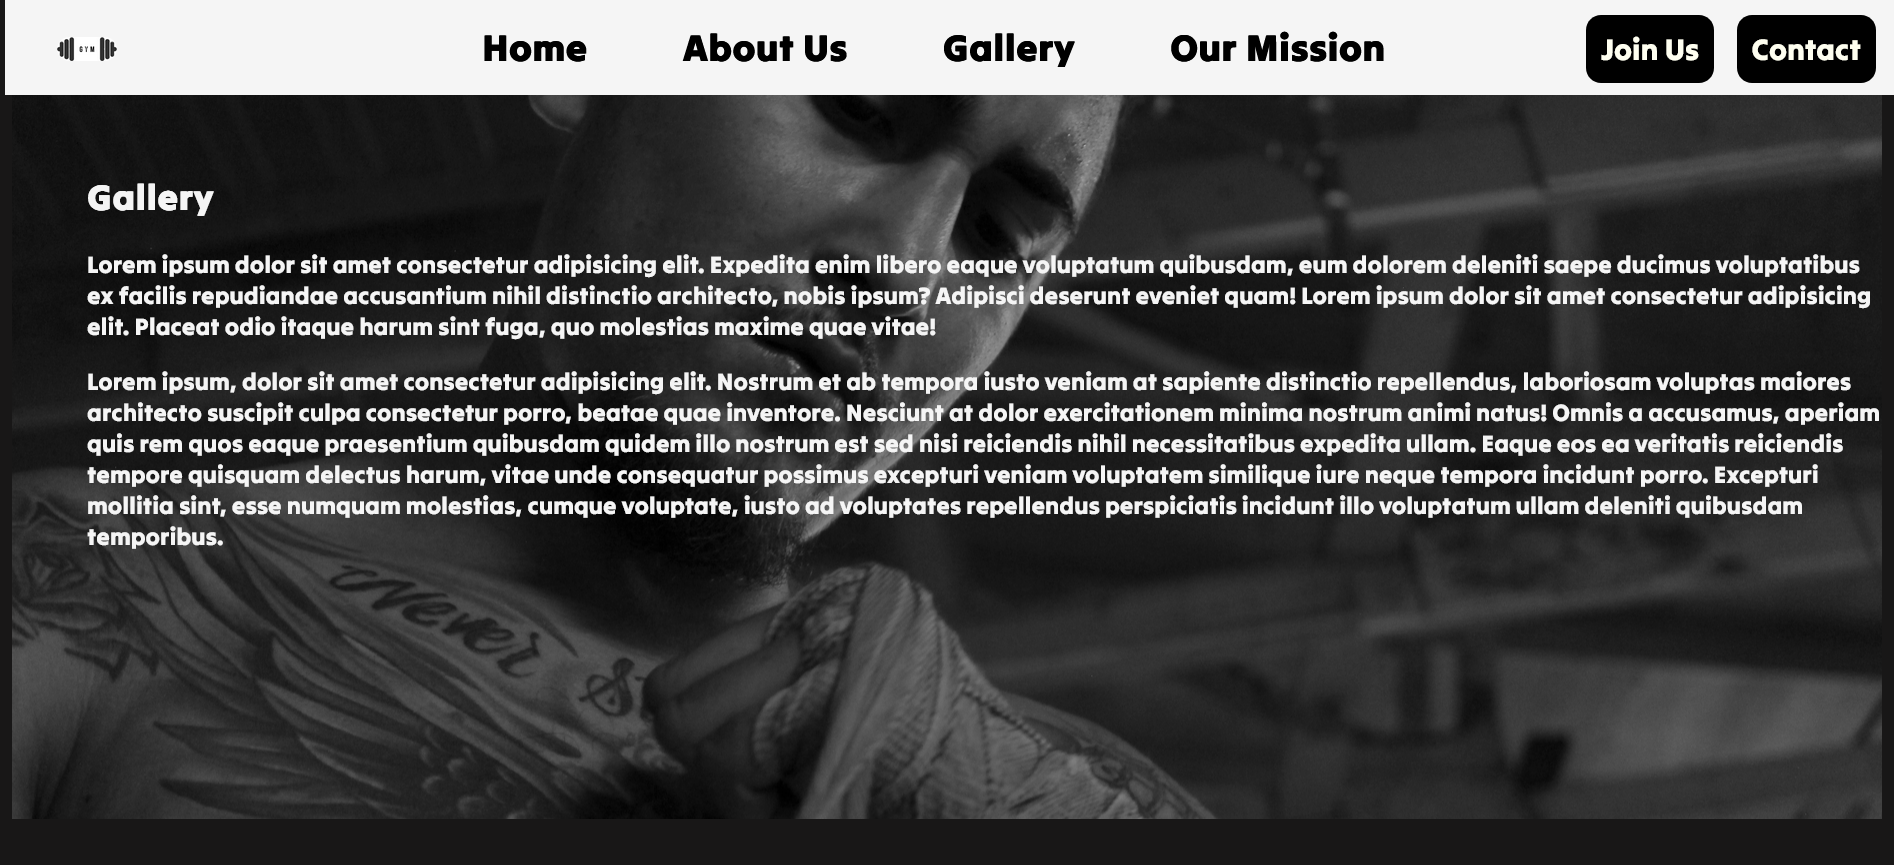 GYM
Home
About Us
Gallery
Our Mission
Join Us
Contact
Gallery
Lorem ipsum dolor sit amet consectetur adipisicing elit. Expedita enim libero eaque voluptatum quibusdam, eum dolorem deleniti saepe ducimus voluptatibus
ex facilis repudiandae accusantium nihil distinctio architecto, nobis ipsum? Adipisci deserunt eveniet quam! Lorem ipsum dolor sit amet consectetur adipisicing
elit. Placeat odio itaque harum sint fuga, quo molestias maxime quae vitae!
Lorem ipsum, dolor sit amet consectetur adipisicing elit. Nostrum et ab tempora iusto veniam at sapiente distinctio repellendus, laboriosam voluptas maiores
architecto suscipit culpa consectetur porro, beatae quae inventore. Nesciunt at dolor exercitationem minima nostrum animi natus! Omnis a accusamus, aperiam
quis rem quos eaque praesentium quibusdam quidem illo nostrum est sed nisi reiciendis nihil necessitatibus expedita ullam. Eaque eos ea veritatis reiciendis
tempore quisquam delectus harum, vitae unde consequatur possimus excepturi veniam voluptatem similique iure neque tempora incidunt porro. Excepturi
mollitia sint, esse numquam molestias, cumque voluptate, iusto ad voluptates repellendus perspiciatis incidunt illo voluptatum ullam deleniti quibusdam
temporibus.
Never